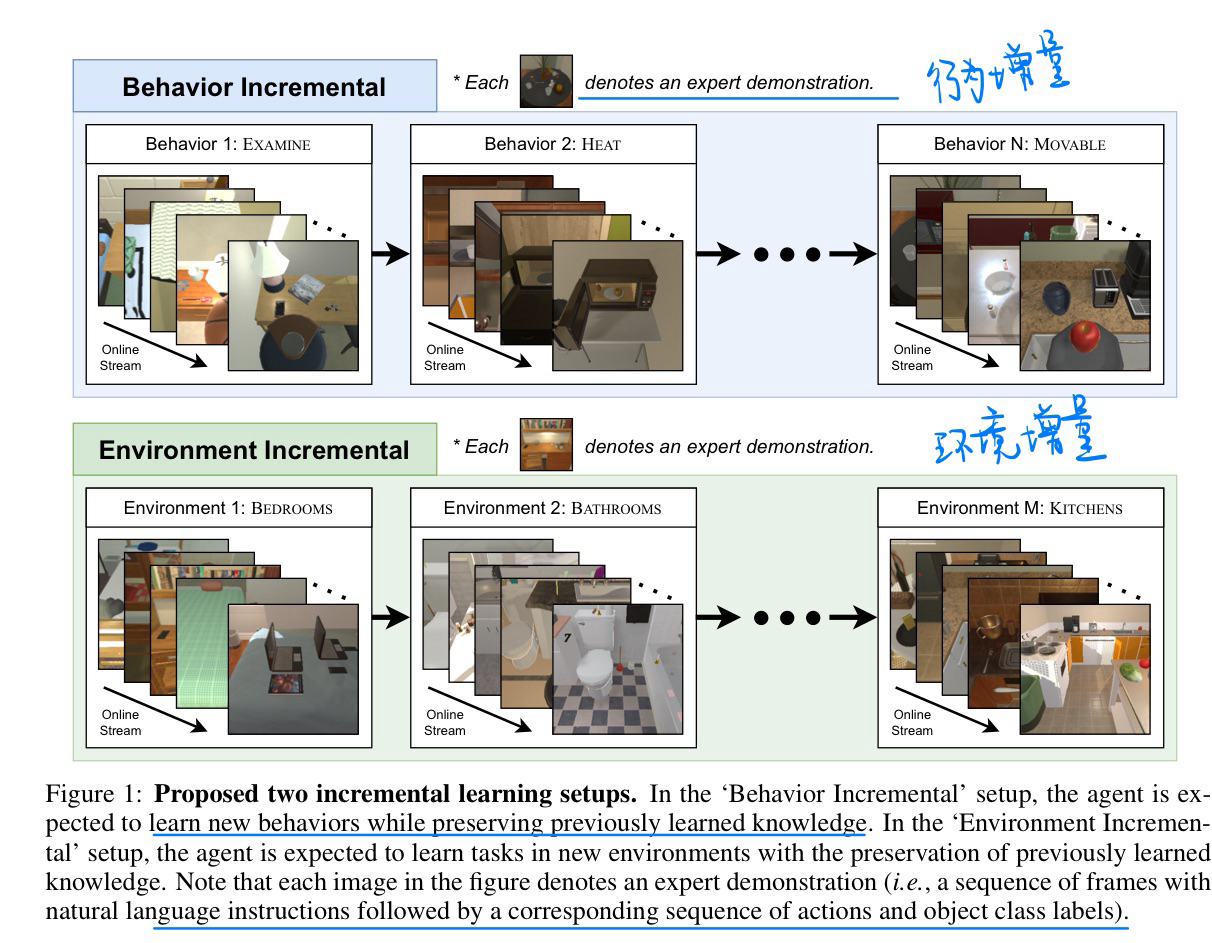 Behavior Incremental
* Each denotes an expert demonstration.
行为增量
Behavior 1: EXAMINE
Behavior 2: HEAT
Behavior N: MOVABLE
Online
Stream
Online
Stream
Online
Stream
Environment Incremental
* Each denotes an expert demonstration.
环境增量
Environment 1: BEDROOMS
Environment 2: BATHROOMS
Environment M: KITCHENS
7
Online
Stream
Online
Stream
Online
Stream
Figure 1: Proposed two incremental learning setups. In the ‘Behavior Incremental’ setup, the agent is ex-
pected to learn new behaviors while preserving previously learned knowledge. In the ‘Environment Incremen-
tal’ setup, the agent is expected to learn tasks in new environments with the preservation of previously learned
knowledge. Note that each image in the figure denotes an expert demonstration (i.e., a sequence of frames with
natural language instructions followed by a corresponding sequence of actions and object class labels).